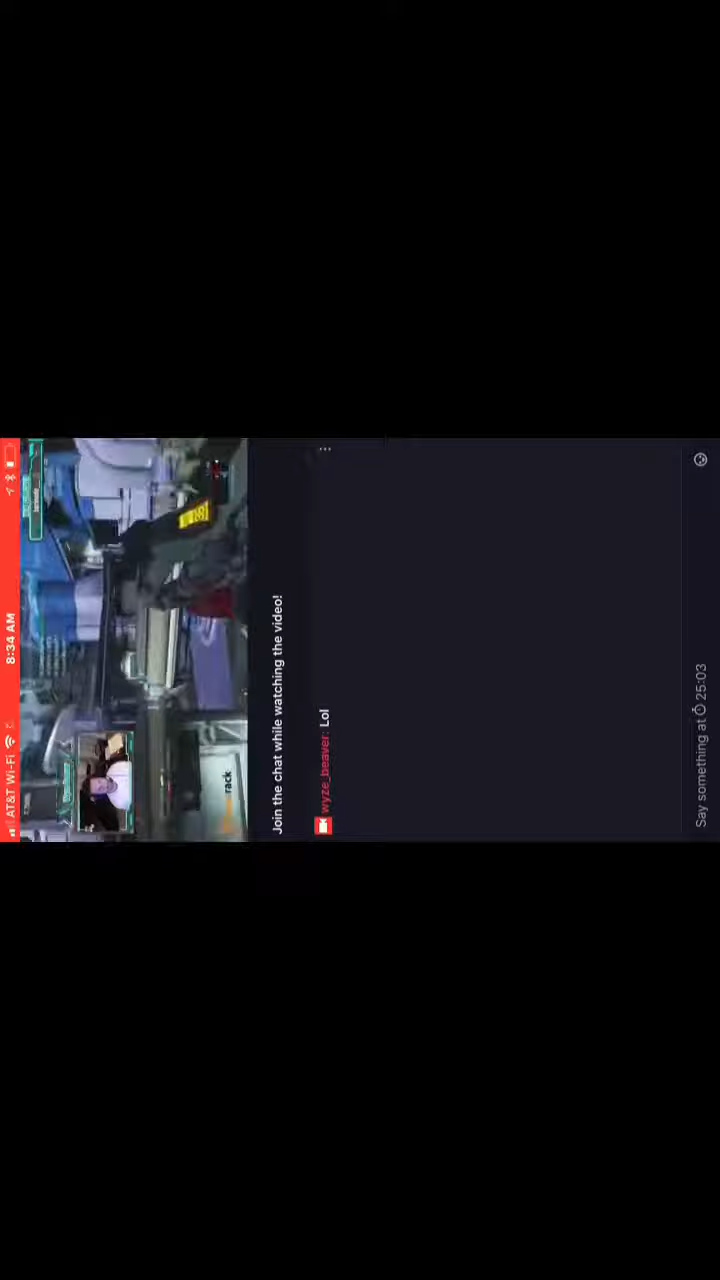 AT&T Wi-Fi
8:34 AM
rack
Join the chat while watching the video!
wyze_beaver: Lol
Say something at 25:03